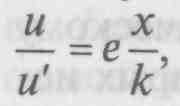 u/u' = e x/k,